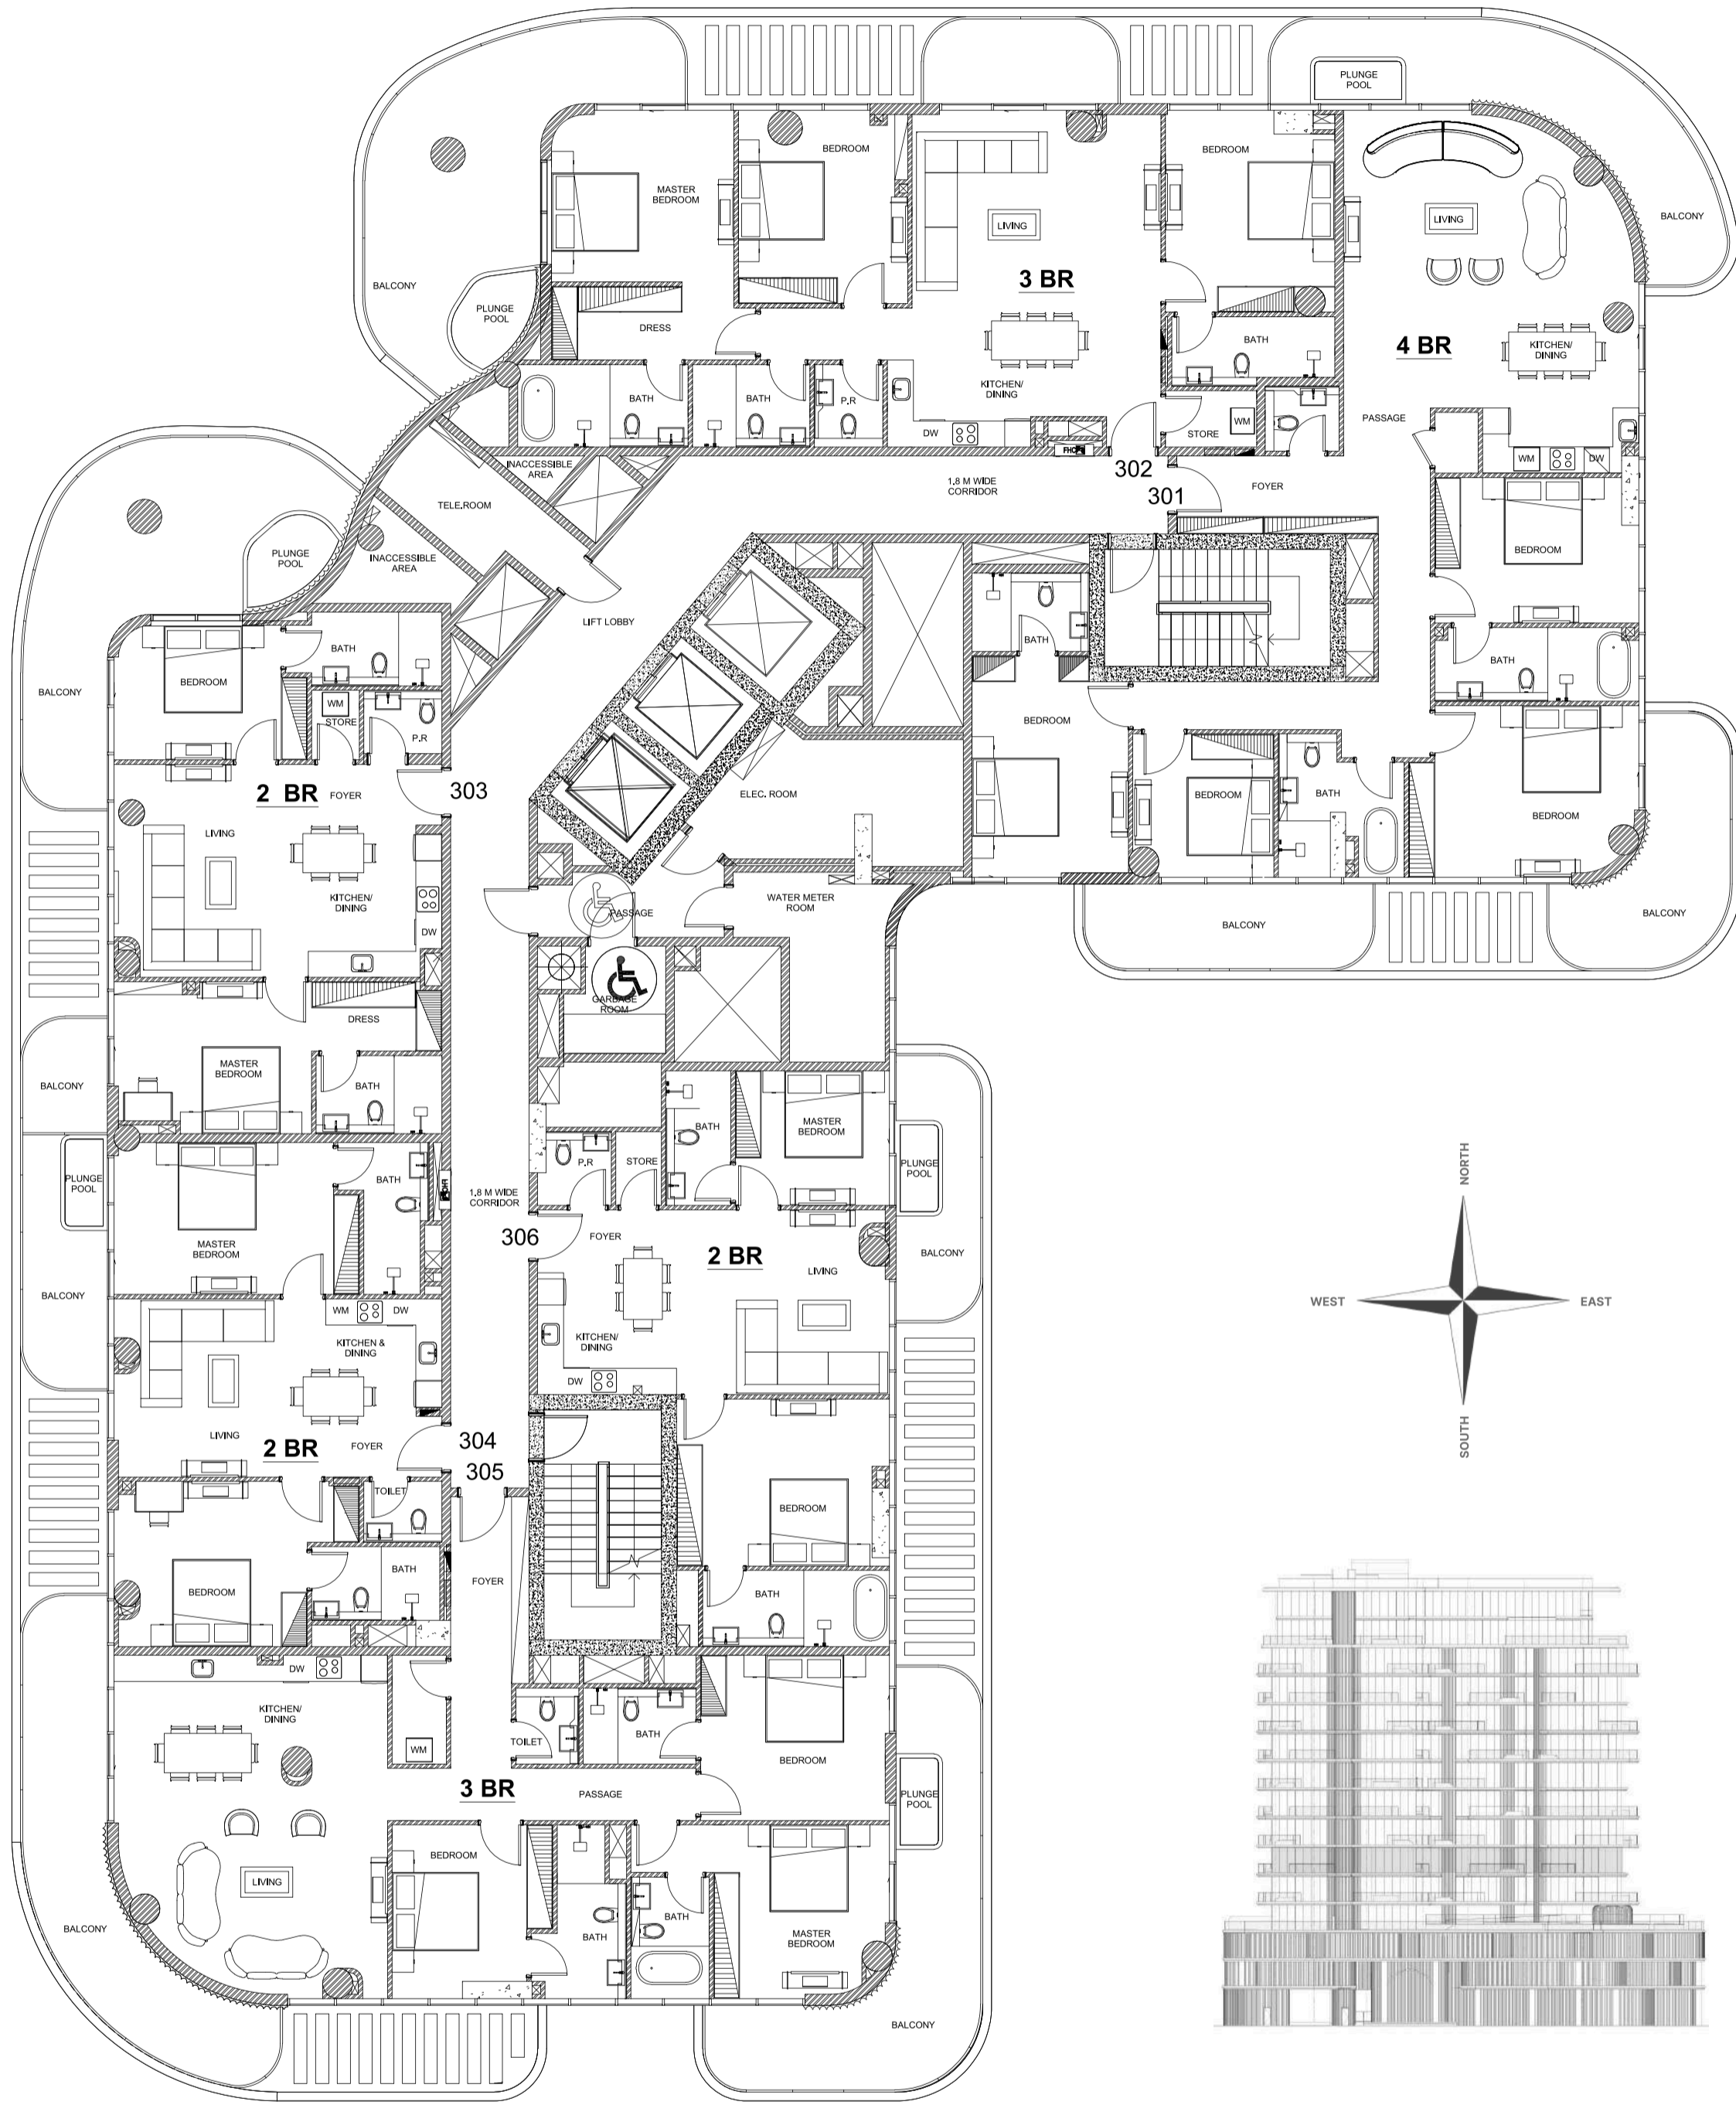 PLUNGE
POOL
BEDROOM
BEDROOM
MASTER
BEDROOM
LIVING
LIVING
BALCONY
BALCONY
3 BR
PLUNGE
POOL
DRESS
BATH
4 BR
KITCHEN/
DINING
KITCHEN/
DINING
BATH
BATH
P.R
PASSAGE
DW
STORE
WM
FHC
WM
DW
INACCESSIBLE
AREA
302
1,8 M WIDE
CORRIDOR
FOYER
301
TELE.ROOM
PLUNGE
POOL
INACCESSIBLE
AREA
BEDROOM
LIFT LOBBY
BATH
BATH
BATH
BEDROOM
BALCONY
WM
STORE
P.R
BEDROOM
2 BR
FOYER
303
ELEC. ROOM
BEDROOM
BATH
BEDROOM
LIVING
KITCHEN/
DINING
DW
WATER METER
ROOM
PASSAGE
BALCONY
BALCONY
GARBAGE
ROOM
DRESS
MASTER
BEDROOM
BATH
BALCONY
BATH
MASTER
BEDROOM
PLUNGE
POOL
P.R
STORE
PLUNGE
POOL
BATH
FHC
1,8 M WIDE
CORRIDOR
306
FOYER
2 BR
MASTER
BEDROOM
LIVING
BALCONY
BALCONY
WM
DW
KITCHEN &
DINING
KITCHEN/
DINING
DW
LIVING
2 BR
FOYER
304
305
TOILET
BEDROOM
BATH
FOYER
BEDROOM
BATH
DW
KITCHEN/
DINING
WM
TOILET
BATH
BEDROOM
3 BR
PASSAGE
PLUNGE
POOL
BEDROOM
LIVING
BATH
BATH
MASTER
BEDROOM
BALCONY
BALCONY
NORTH
WEST
EAST
SOUTH